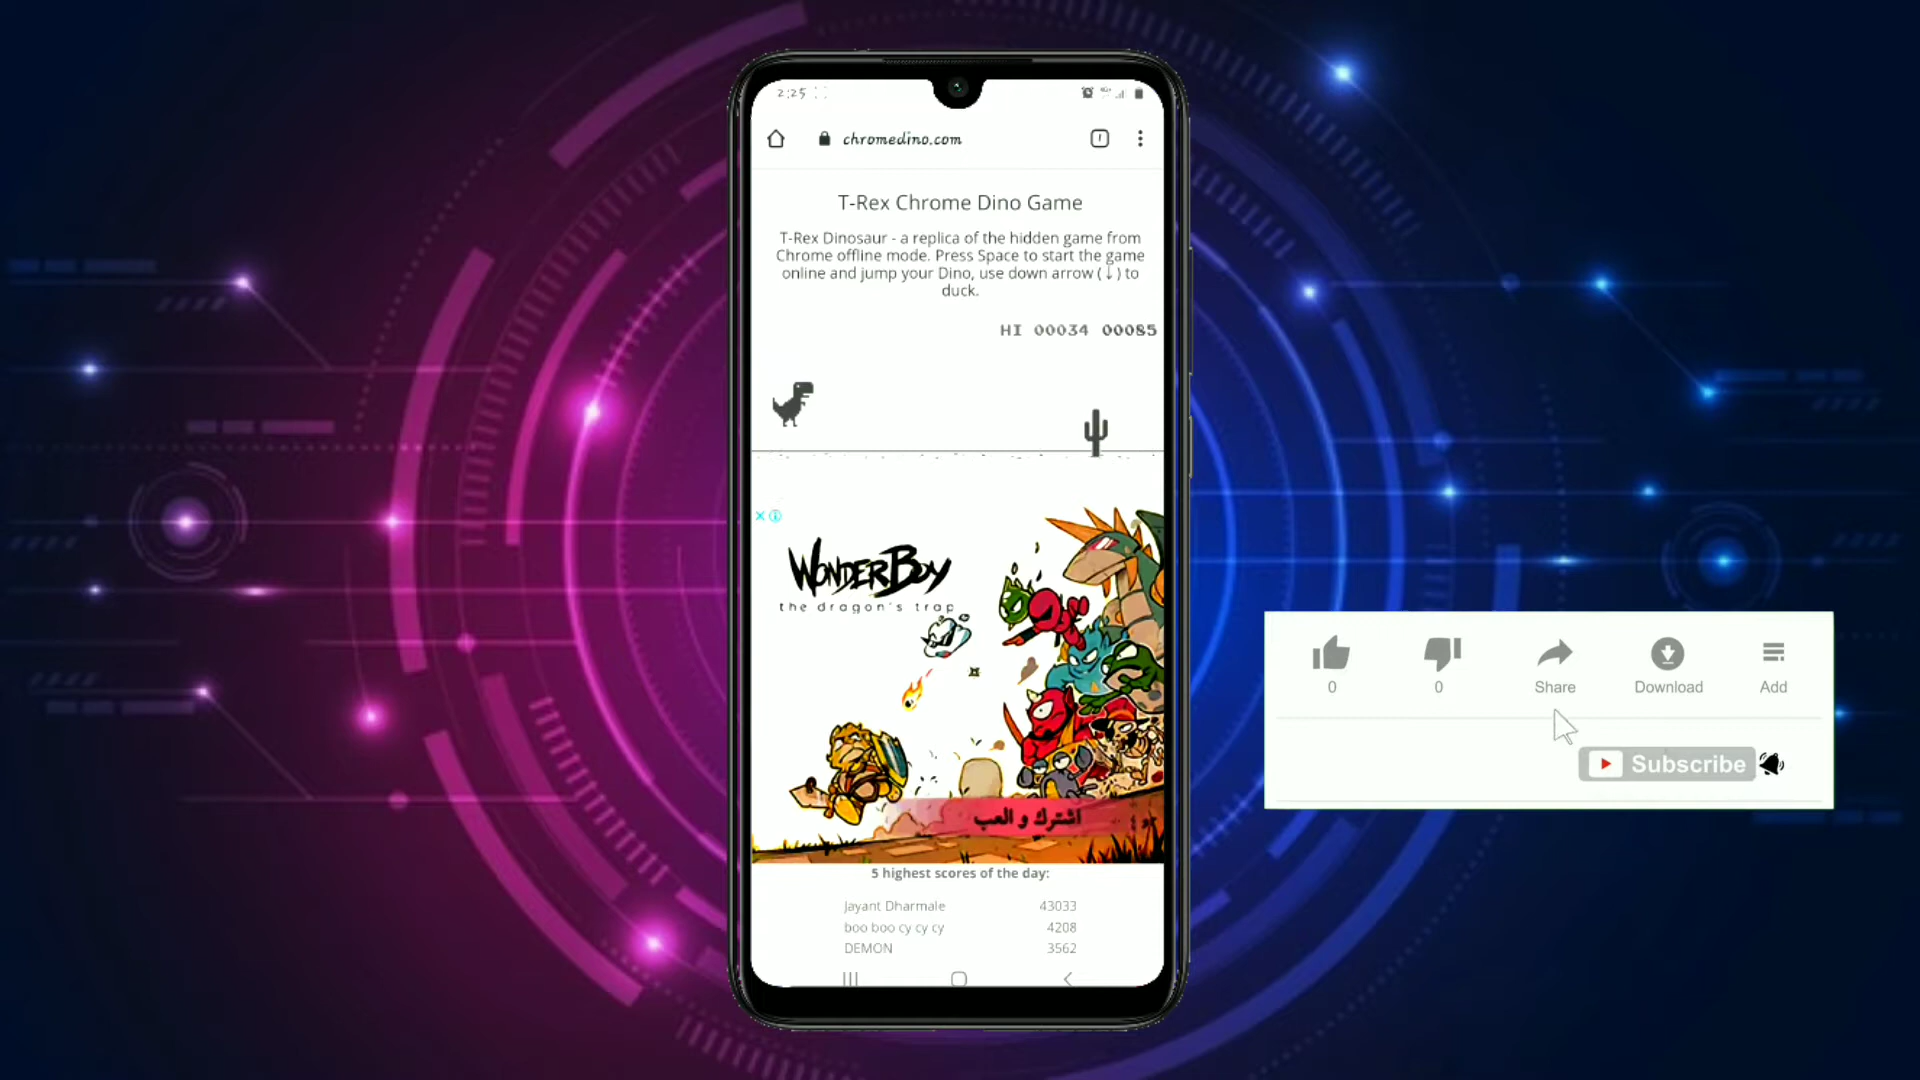 2:25
chromedino.com
T-Rex Chrome Dino Game
T-Rex Dinosaur - a replica of the hidden game from
Chrome offline mode. Press Space to start the game
online and jump your Dino, use down arrow (↓) to
duck.
HI 00034 00085
WONDER BOY
the dragon's trap
اشترك و العب
5 highest scores of the day:
Jayant Dharmale 43033
boo boo cy cy cy 4208
DEMON 3562
0 0 Share Download Add
Subscribe